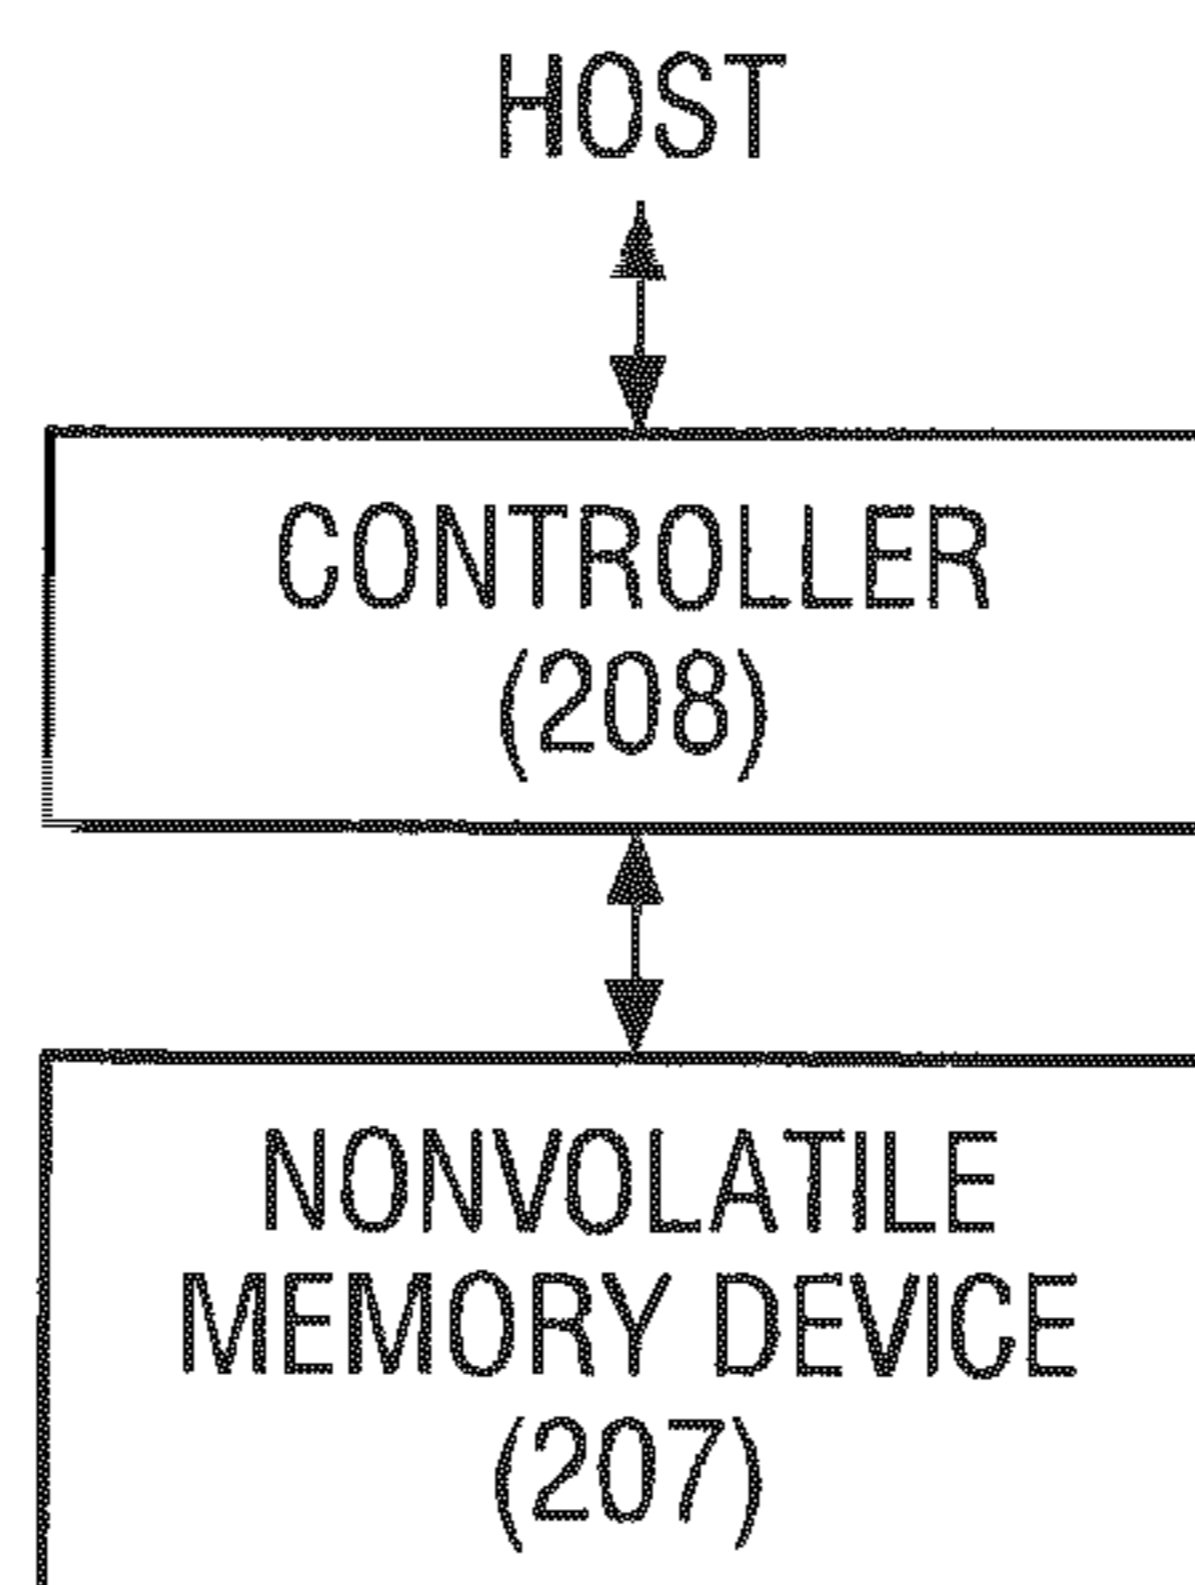 HOST
CONTROLLER
(208)
NONVOLATILE
MEMORY DEVICE
(207)